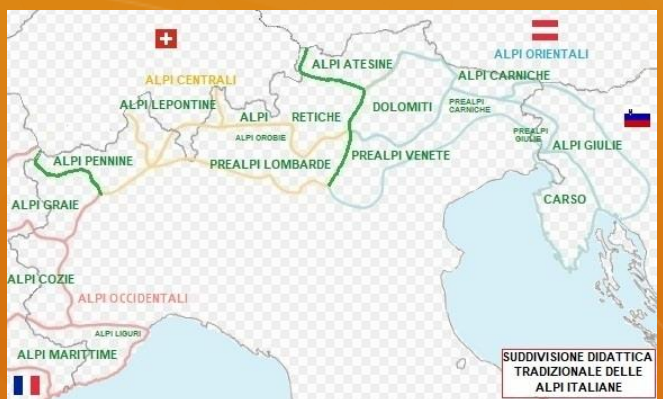 ALPI ORIENTALI
ALPI ATESINE
ALPI CENTRALI
ALPI CARNICHE
ALPI LEPONTINE
ALPI RETICHE
DOLOMITI
PREALPI
CARNICHE
ALPI OROBIE
PREALPI
GIULIE
ALPI GIULIE
ALPI PENNINE
PREALPI LOMBARDE
PREALPI VENETE
ALPI GRAIE
CARSO
ALPI COZIE
ALPI OCCIDENTALI
ALPI LIGURI
ALPI MARITTIME
SUDDIVISIONE DIDATTICA
TRADIZIONALE DELLE
ALPI ITALIANE